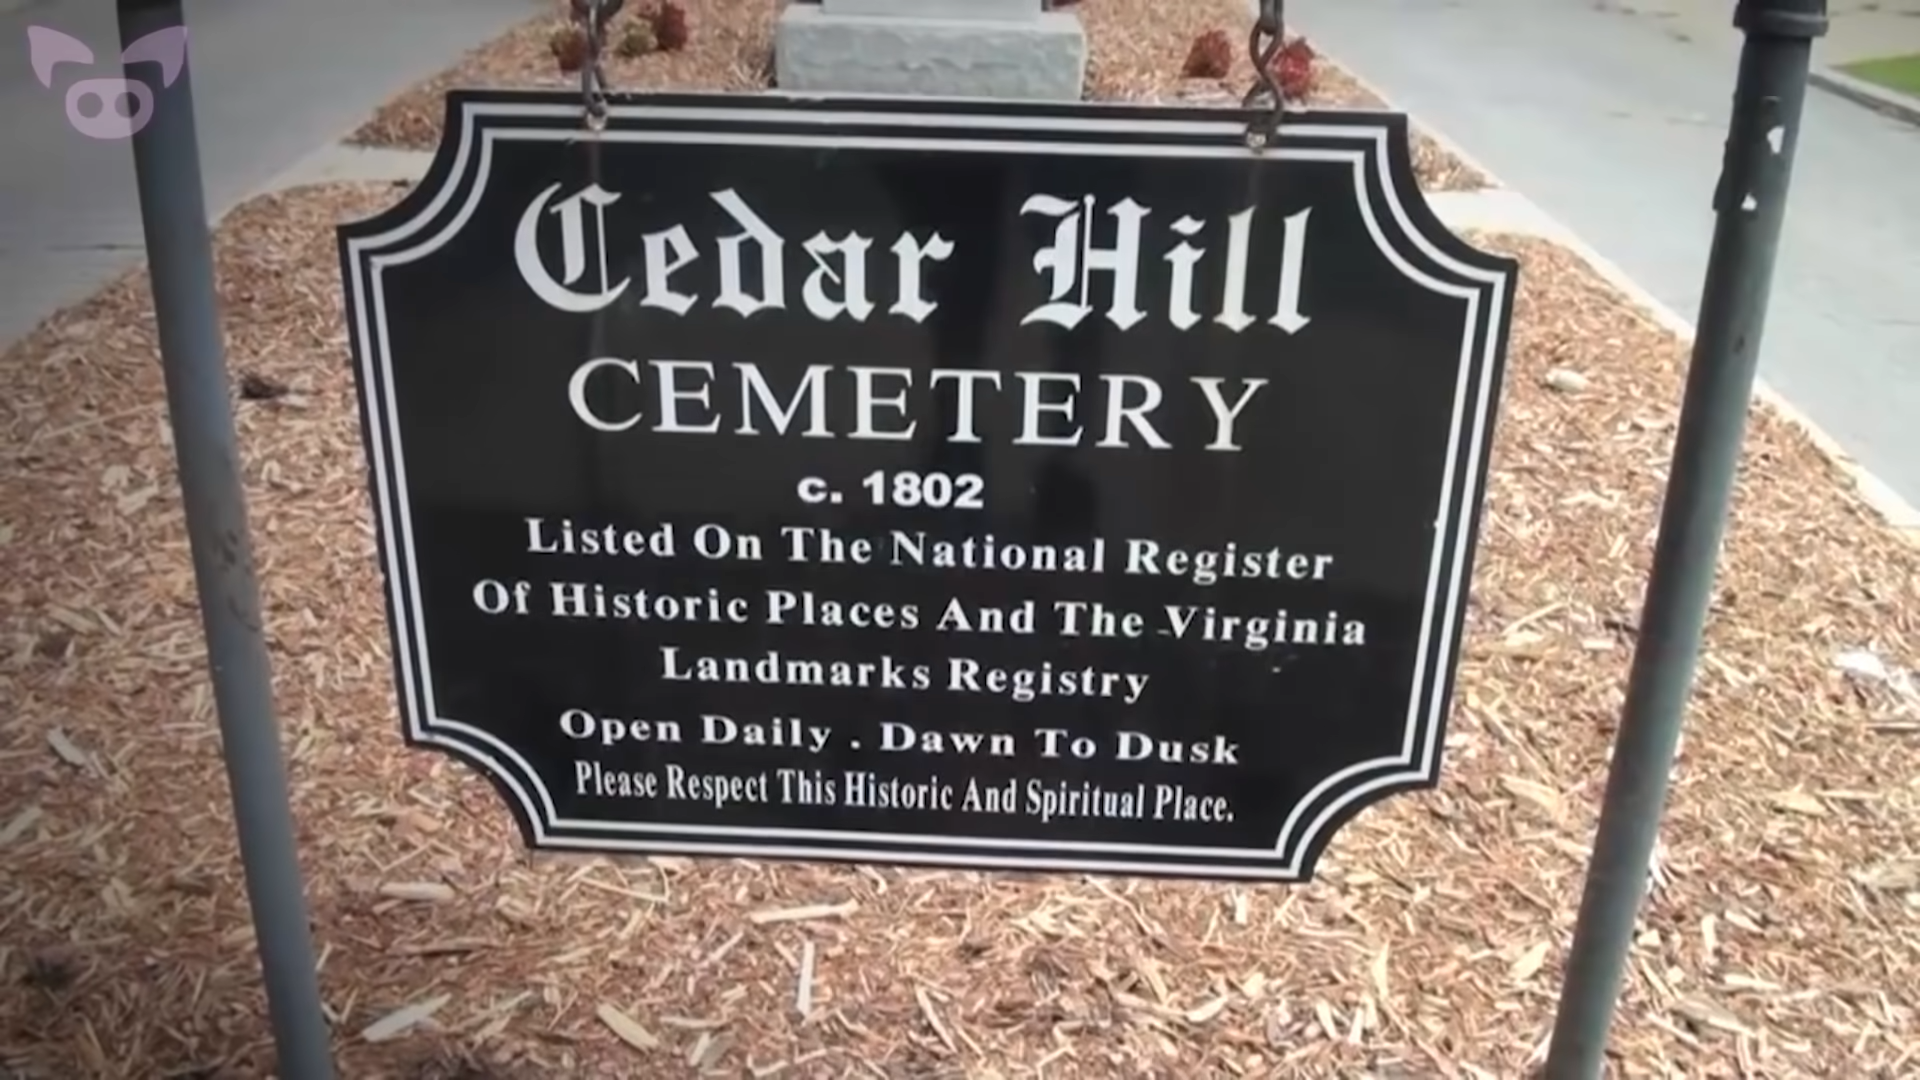 Cedar Hill
CEMETERY
c. 1802
Listed On The National Register
Of Historic Places And The Virginia
Landmarks Registry
Open Daily . Dawn To Dusk
Please Respect This Historic And Spiritual Place.